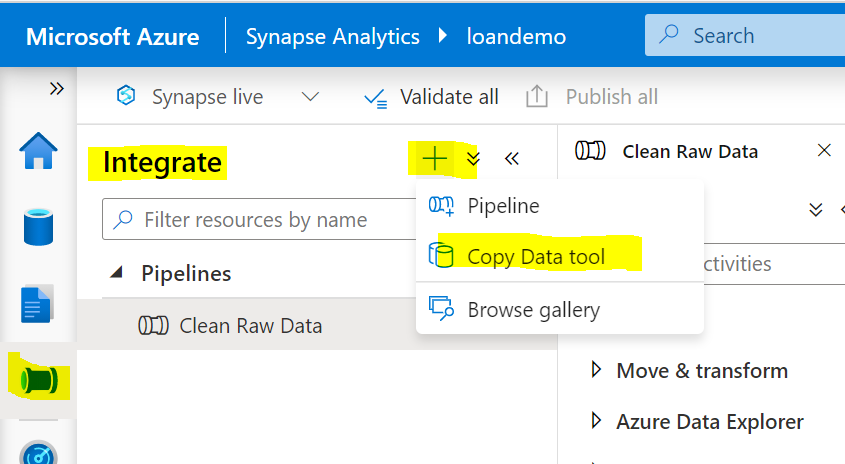 Microsoft Azure
Synapse Analytics
loandemo
Search
Synapse live
Validate all
Publish all
Integrate
Clean Raw Data
Pipeline
Filter resources by name
Copy Data tool
ctivities
Pipelines
Browse gallery
Clean Raw Data
Move & transform
Azure Data Explorer